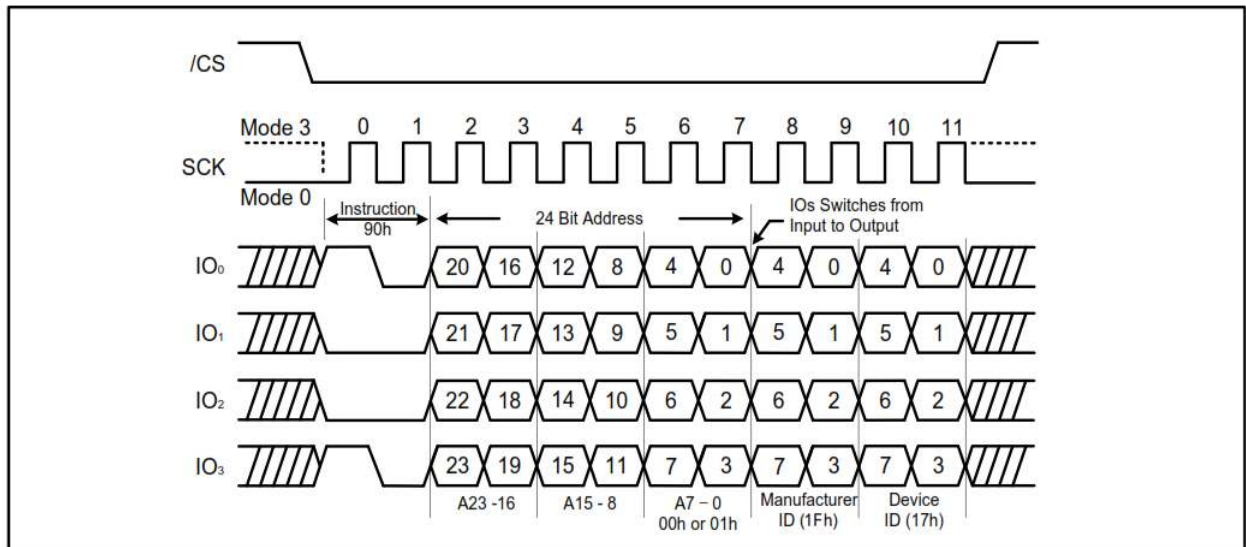 /CS
Mode 3 0 1 2 3 4 5 6 7 8 9 10 11
SCK
Mode 0
Instruction
90h
24 Bit Address
IOs Switches from
Input to Output
IO₀ 20 16 12 8 4 0 4 0 4 0
IO₁ 21 17 13 9 5 1 5 1 5 1
IO₂ 22 18 14 10 6 2 6 2 6 2
IO₃ 23 19 15 11 7 3 7 3 7 3
A23 -16 A15 - 8 A7 – 0 Manufacturer Device
00h or 01h ID (1Fh) ID (17h)